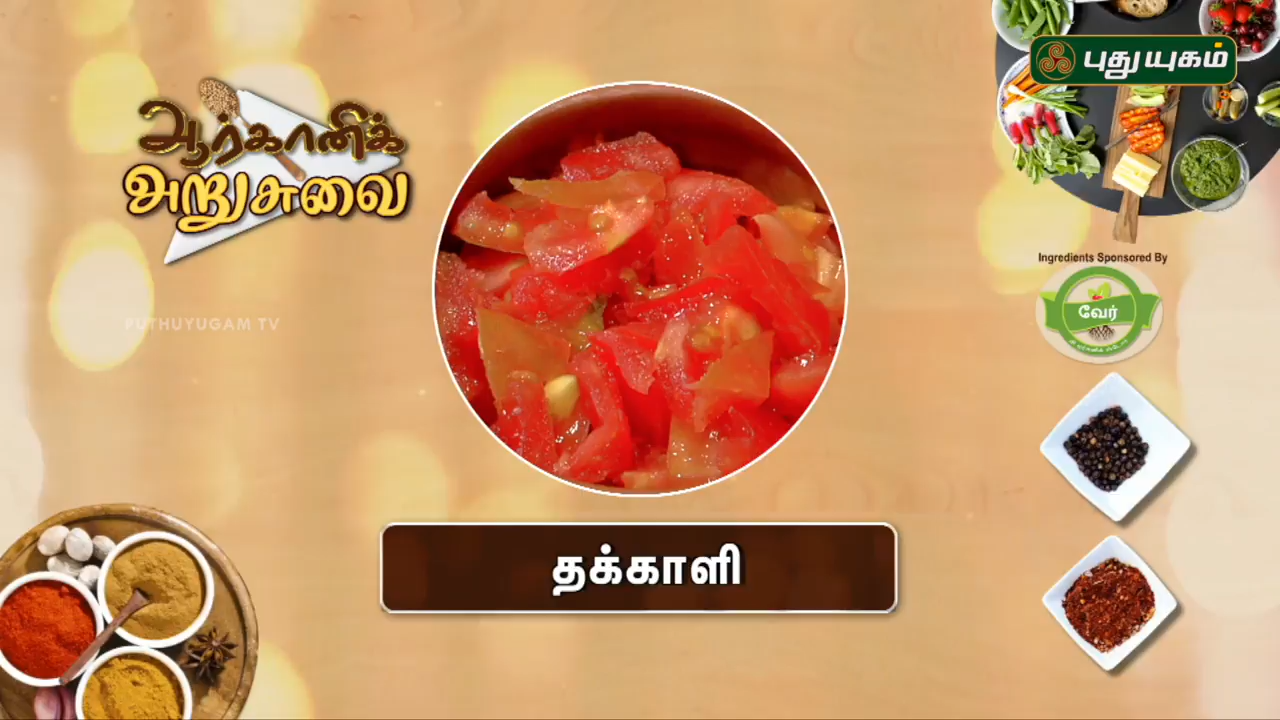 ஆர்கானிக்
அறுசுவை
புதுயுகம்
PUTHUYUGAM TV
Ingredients Sponsored By
வேர்
தக்காளி